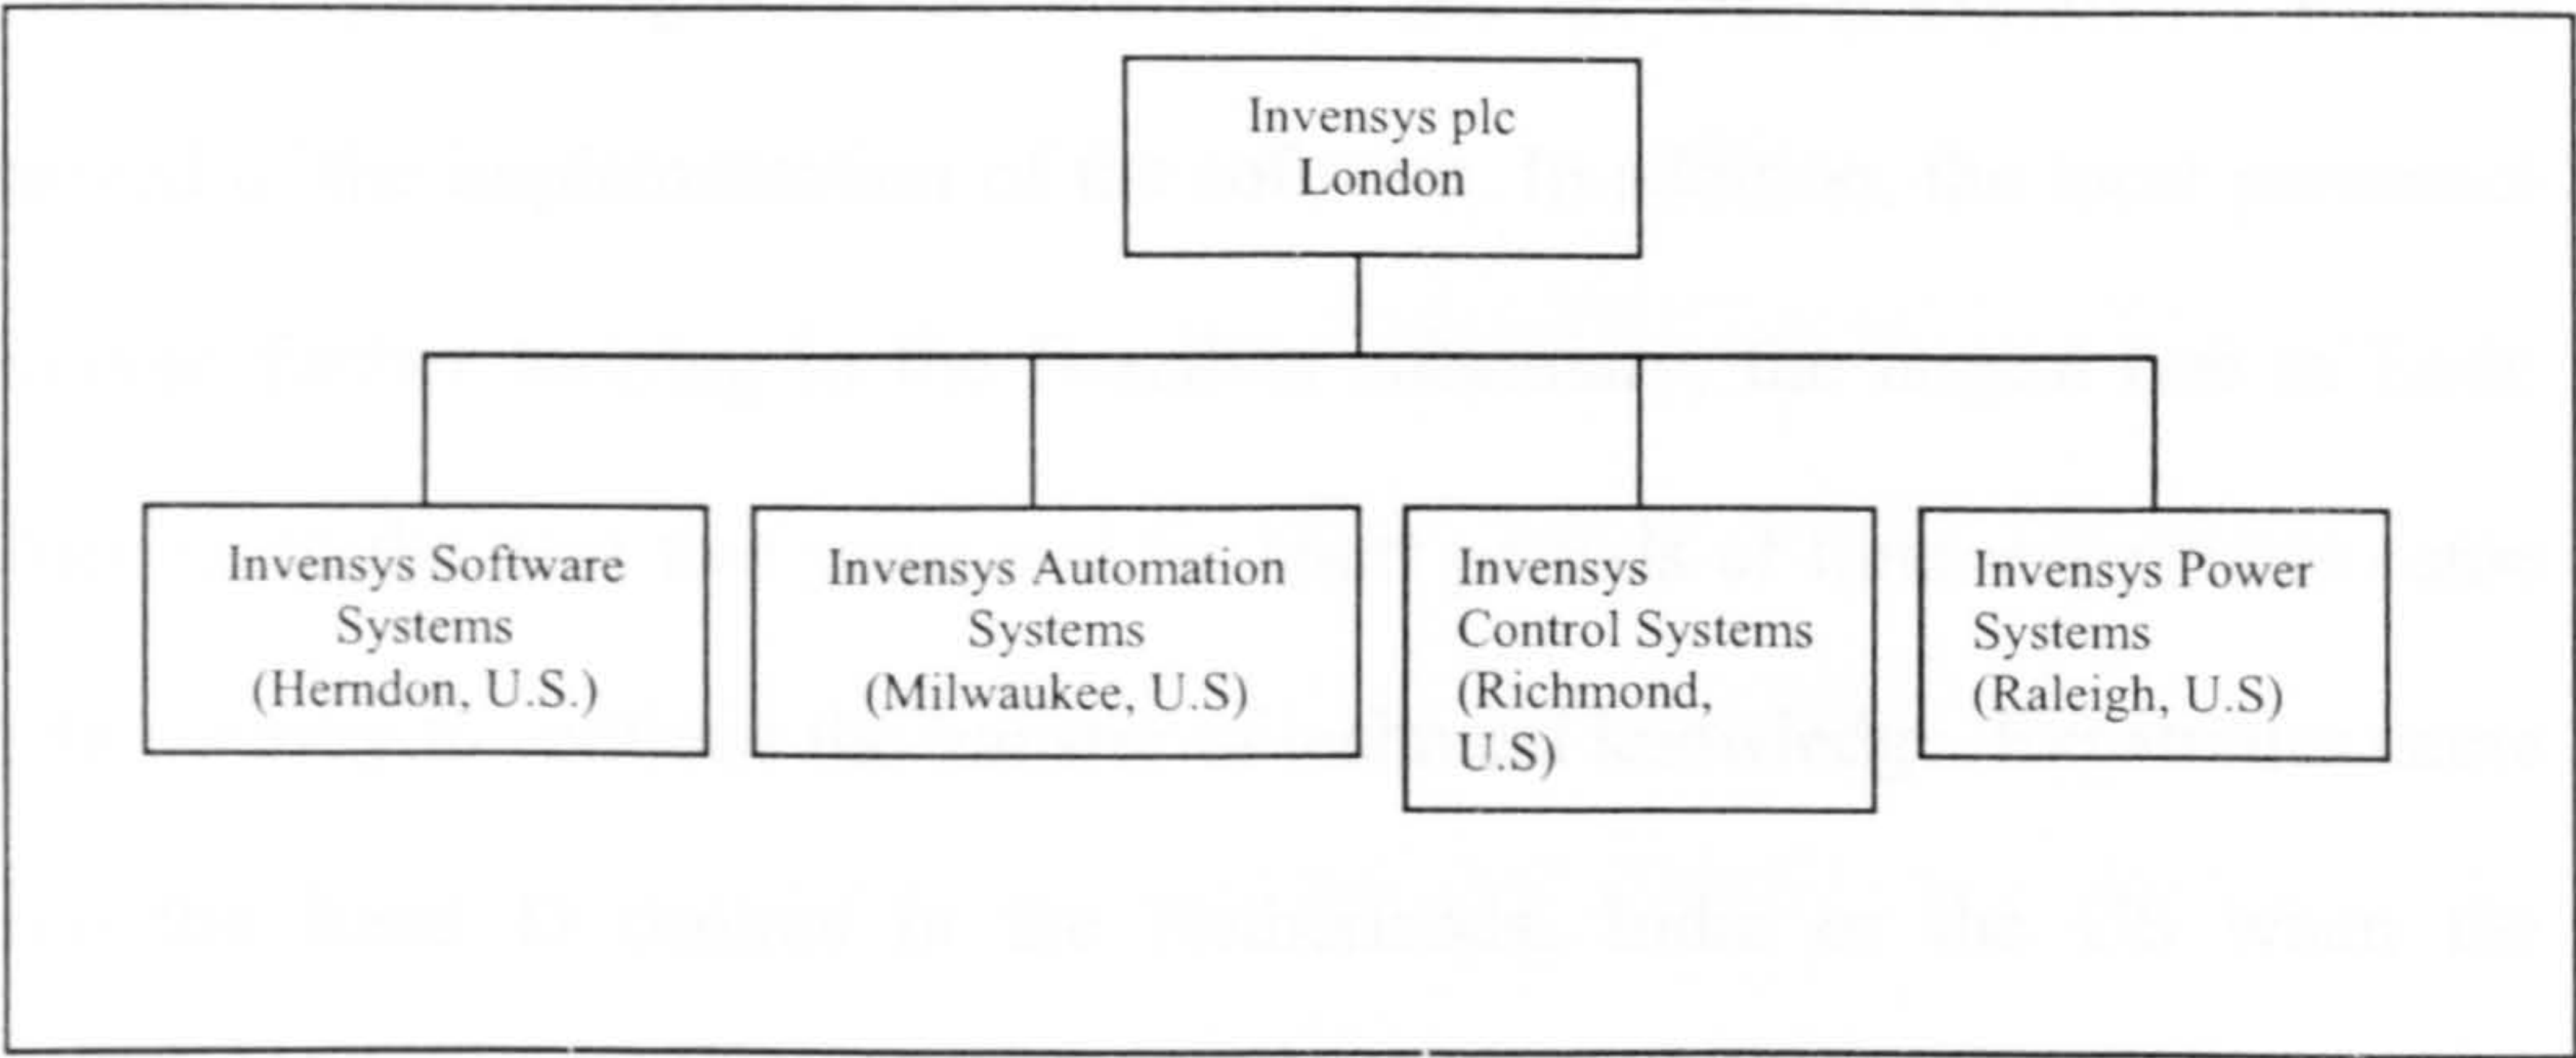 Invensys plc
London
Invensys Software
Systems
(Herndon, U.S.)
Invensys Automation
Systems
(Milwaukee, U.S)
Invensys
Control Systems
(Richmond,
U.S)
Invensys Power
Systems
(Raleigh, U.S)